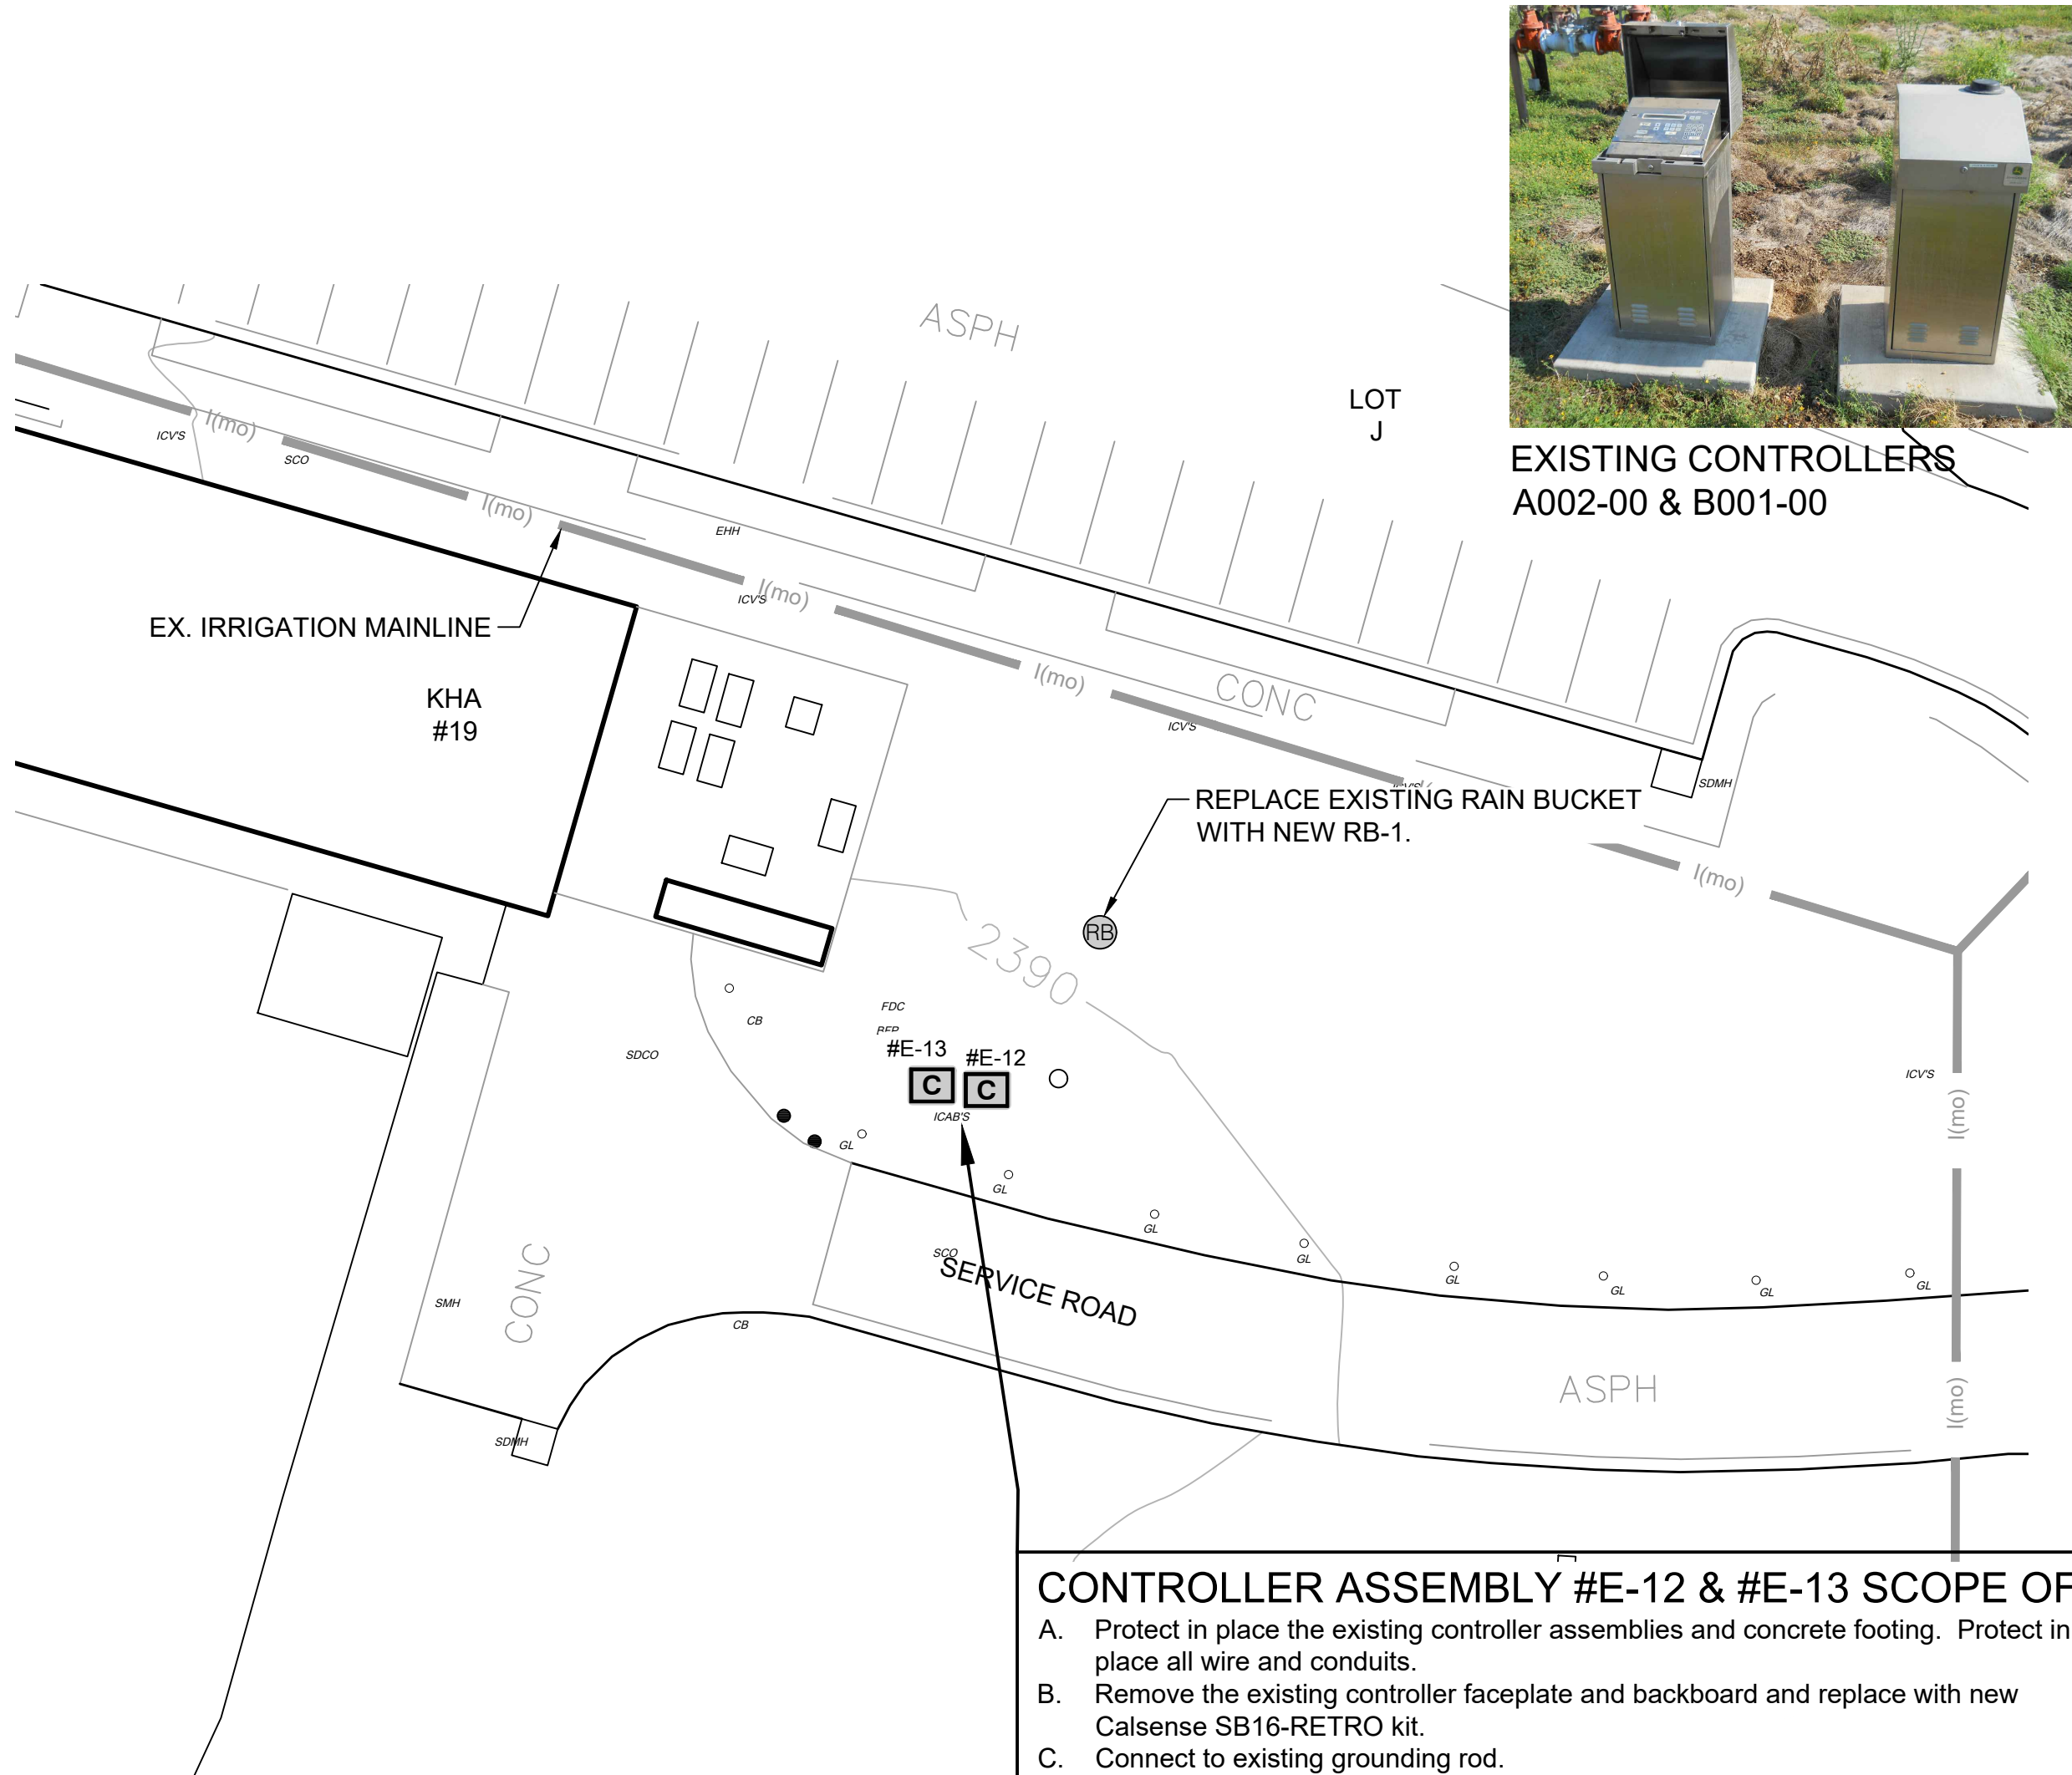 ASPH
LOT
J
EXISTING CONTROLLERS
A002-00 & B001-00
I(mo)
ICV'S
SCO
I(mo)
EHH
I(mo)
ICV'S
EX. IRRIGATION MAINLINE
I(mo)
CONC
ICV'S
KHA
#19
SDMH
REPLACE EXISTING RAIN BUCKET
WITH NEW RB-1.
I(mo)
RB
2390
FDC
CB
BFP
SDCO
#E-13
#E-12
C
C
ICAB'S
ICV'S
I(mo)
GL
GL
GL
GL
GL
GL
GL
GL
SCO
SERVICE ROAD
CONC
SMH
CB
ASPH
I(mo)
SDMH
CONTROLLER ASSEMBLY #E-12 & #E-13 SCOPE OF
A. Protect in place the existing controller assemblies and concrete footing. Protect in
place all wire and conduits.
B. Remove the existing controller faceplate and backboard and replace with new
Calsense SB16-RETRO kit.
C. Connect to existing grounding rod.